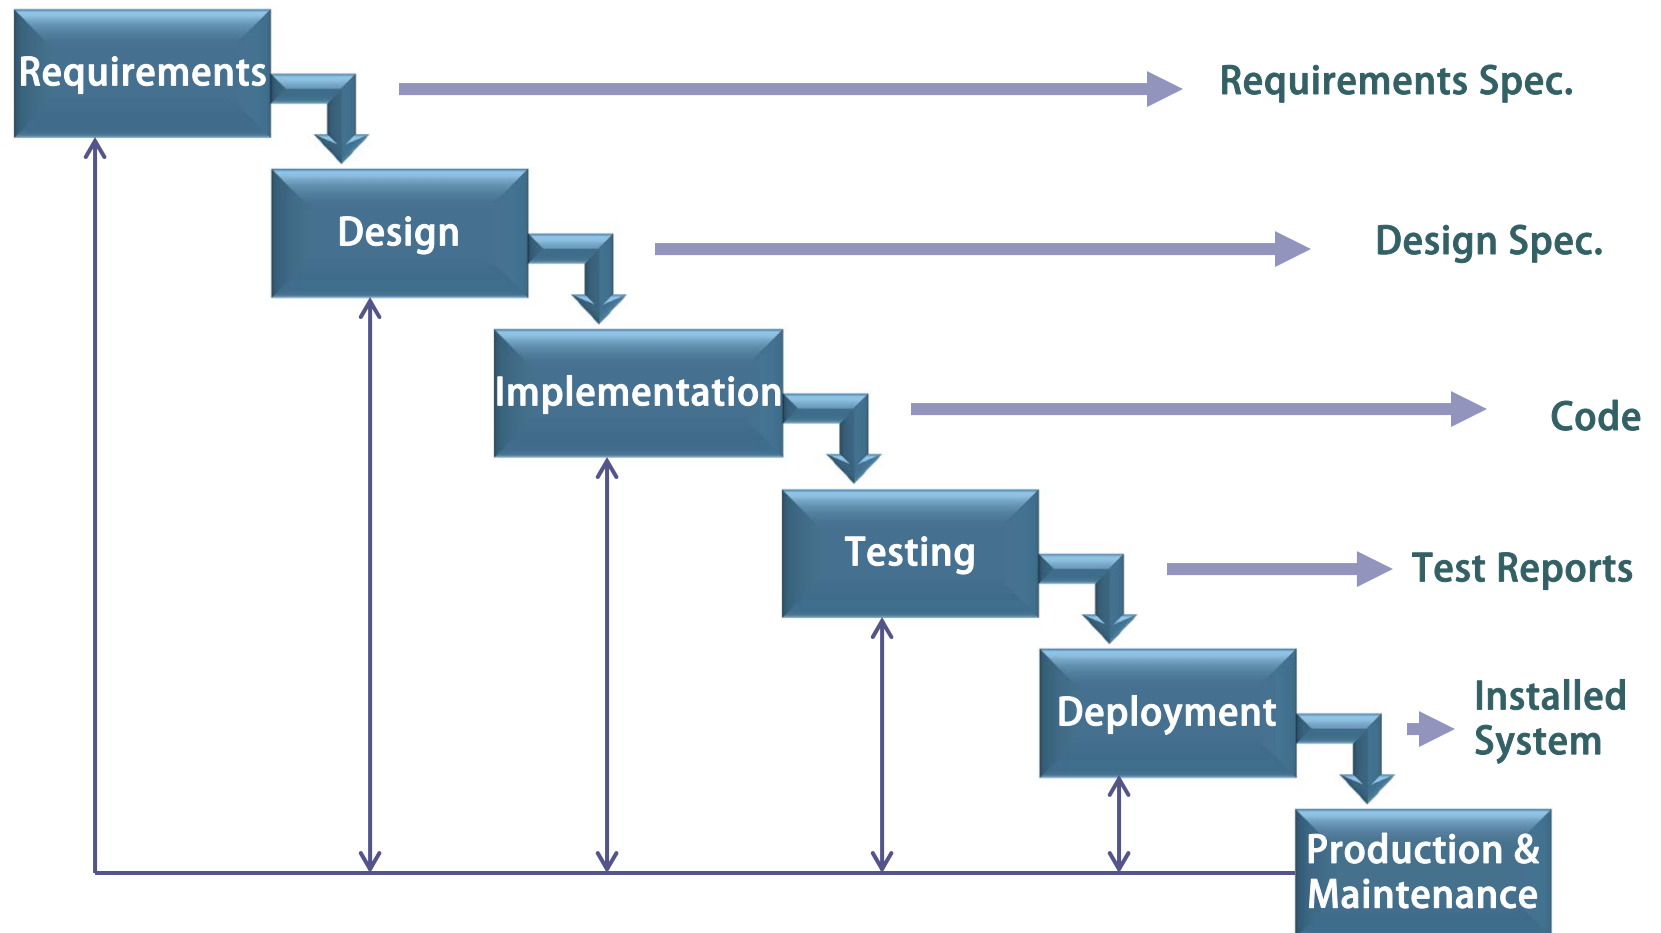 Requirements
Requirements Spec.
Design
Design Spec.
Implementation
Code
Testing
Test Reports
Deployment
Installed
System
Production &
Maintenance